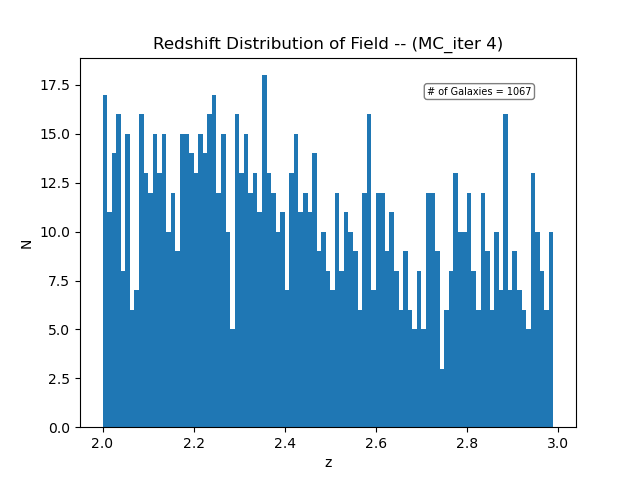 Redshift Distribution of Field -- (MC_iter 4)
# of Galaxies = 1067
17.5
15.0
12.5
10.0
7.5
5.0
2.5
0.0
N
2.0 2.2 2.4 2.6 2.8 3.0
z